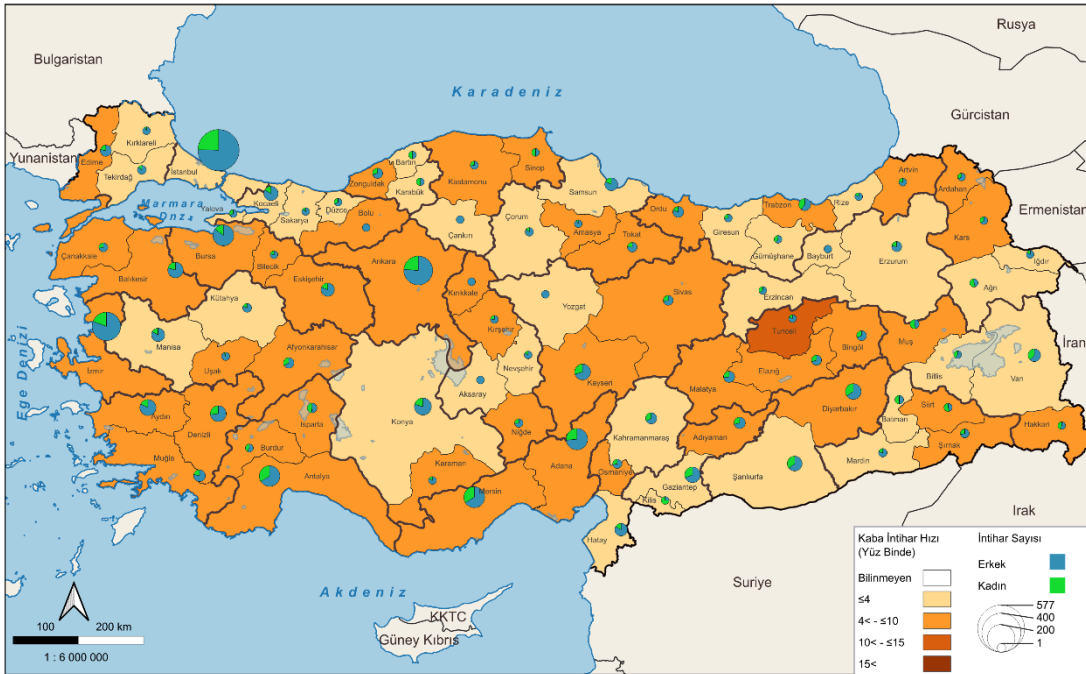 Rusya
Bulgaristan
Karadeniz
Gürcistan
Kırklareli
Yunanistan
Edirne
Tekirdağ
İstanbul
Bartın
Zonguldak
Karabük
Kastamonu
Sinop
Samsun
Artvin
Ardahan
Kars
Ermenistan
Marmara
Dnz
Yalova
Kocaeli
Sakarya
Düzce
Bolu
Çankırı
Çorum
Amasya
Tokat
Ordu
Giresun
Trabzon
Rize
Gümüşhane
Bayburt
Erzurum
Iğdır
Ağrı
Çanakkale
Balıkesir
Bursa
Bilecik
Eskişehir
Ankara
Kırıkkale
Yozgat
Sivas
Erzincan
Tunceli
Bingöl
Muş
İran
Kütahya
Manisa
Uşak
Afyonkarahisar
Kırşehir
Nevşehir
Aksaray
Kayseri
Malatya
Elazığ
Bitlis
Van
Ege Denizi
İzmir
Aydın
Denizli
Isparta
Burdur
Konya
Niğde
Kahramanmaraş
Adıyaman
Diyarbakır
Batman
Siirt
Şırnak
Hakkari
Muğla
Antalya
Karaman
Mersin
Adana
Osmaniye
Gaziantep
Kilis
Şanlıurfa
Mardin
Hatay
Irak
Suriye
Akdeniz
KKTC
Güney Kıbrıs
100 200 km
1 : 6 000 000
Kaba İntihar Hızı
(Yüz Binde)
Bilinmeyen
≤4
4< - ≤10
10< - ≤15
15<
İntihar Sayısı
Erkek
Kadın
577
400
200
1